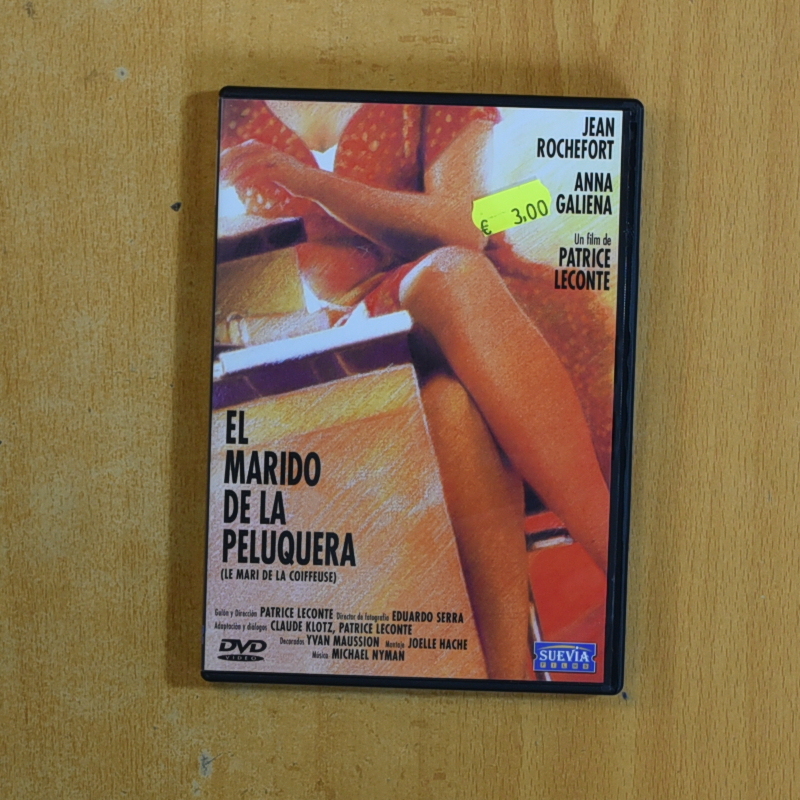 JEAN
ROCHEFORT
ANNA
GALIENA
€ 3,00
Un film de
PATRICE
LECONTE
EL
MARIDO
DE LA
PELUQUERA
(LE MARI DE LA COIFFEUSE)
Guión y Dirección PATRICE LECONTE Director de fotografía EDUARDO SERRA
Adaptación y diálogos CLAUDE KLOTZ, PATRICE LECONTE
Decorados YVAN MAUSSION Montaje JOELLE HACHE
Música MICHAEL NYMAN
DVD
VIDEO
SUEVIA
FILMS